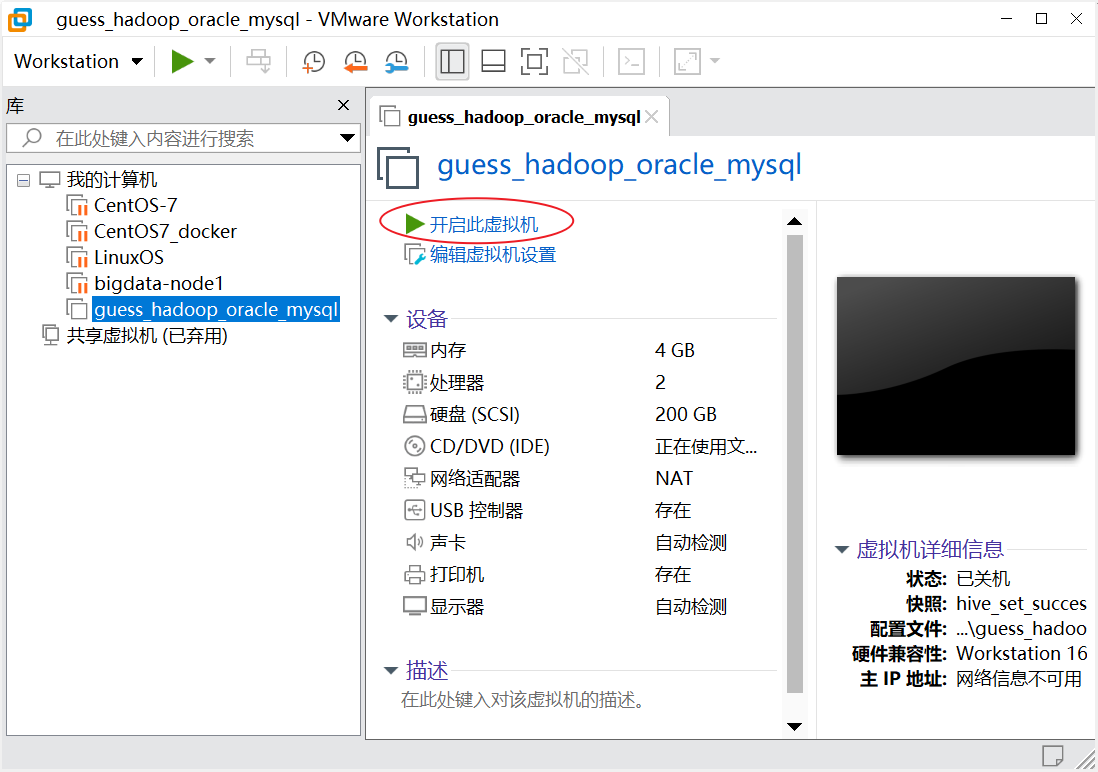 guess_hadoop_oracle_mysql - VMware Workstation
Workstation
库
在此处键入内容进行搜索
我的计算机
CentOS-7
CentOS7_docker
LinuxOS
bigdata-node1
guess_hadoop_oracle_mysql
共享虚拟机 (已弃用)
guess_hadoop_oracle_mysql
guess_hadoop_oracle_mysql
开启此虚拟机
编辑虚拟机设置
设备
内存 4 GB
处理器 2
硬盘 (SCSI) 200 GB
CD/DVD (IDE) 正在使用文...
网络适配器 NAT
USB 控制器 存在
声卡 自动检测
打印机 存在
显示器 自动检测
描述
在此处键入对该虚拟机的描述。
虚拟机详细信息
状态: 已关机
快照: hive_set_succes
配置文件: ...\guess_hadoo
硬件兼容性: Workstation 16
主 IP 地址: 网络信息不可用